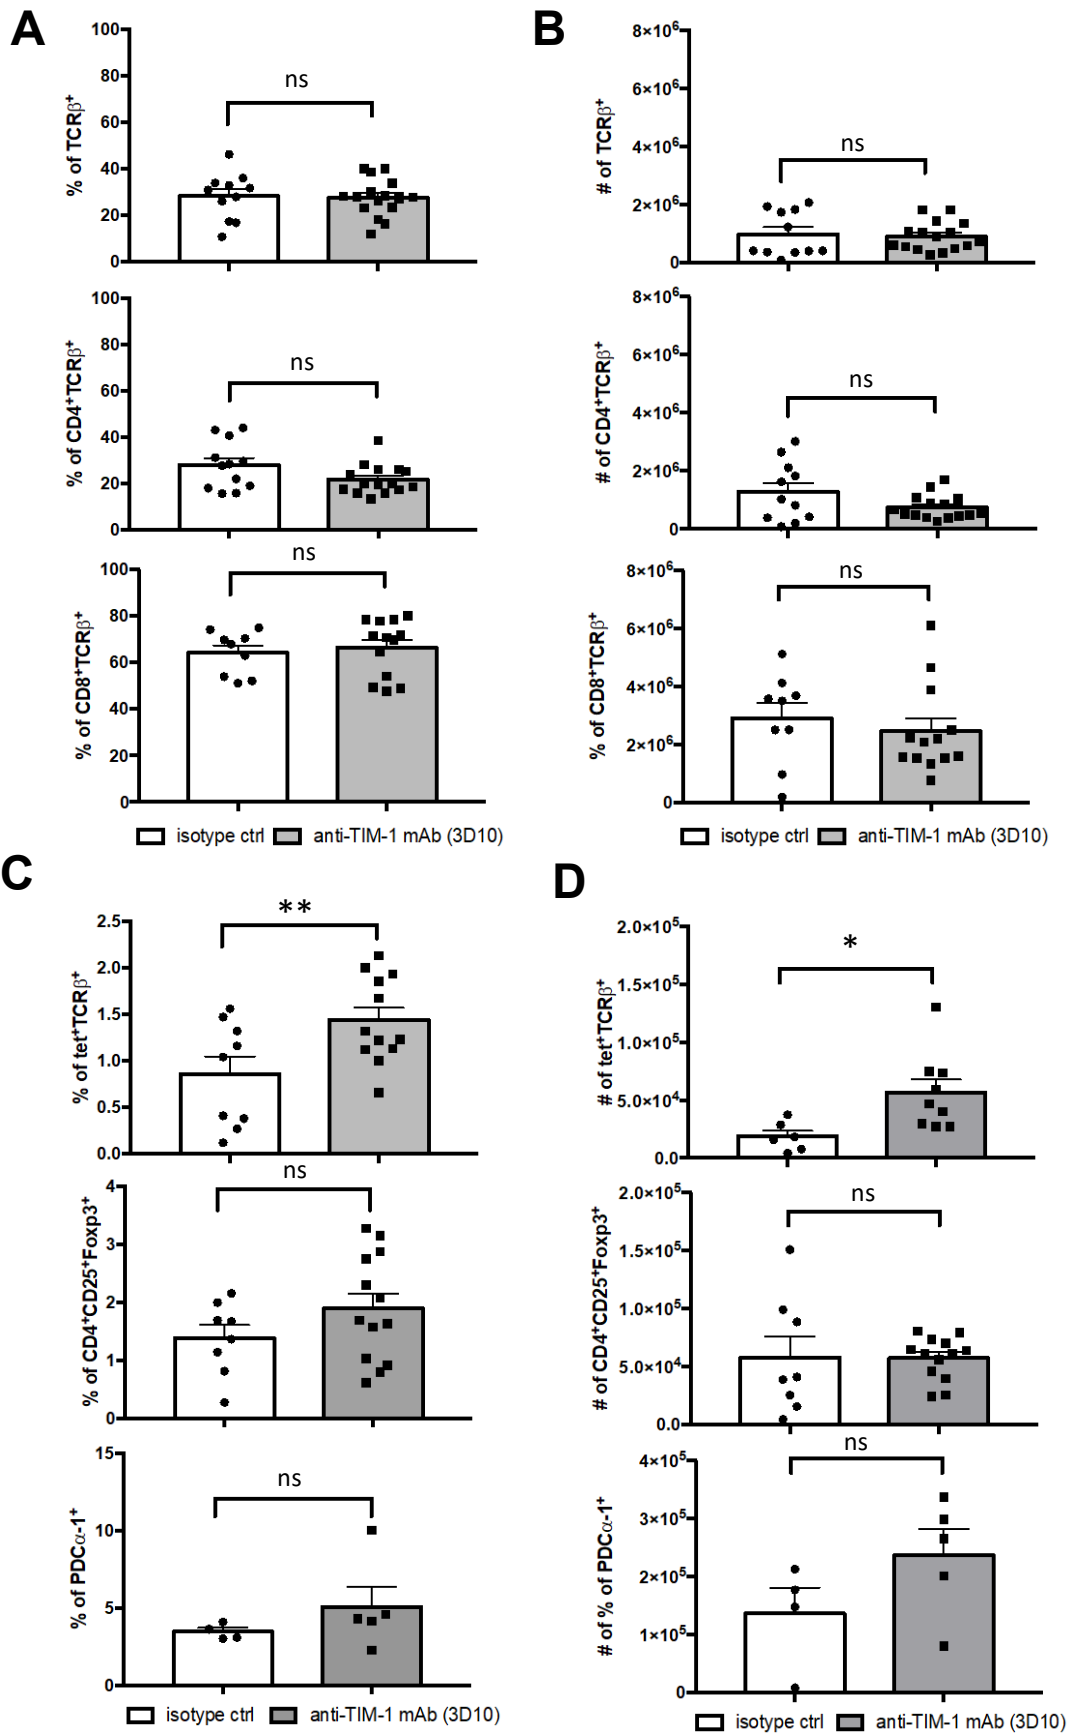 A
100
80
60
40
20
0
% of TCRβ+
ns
100
80
60
40
20
0
% of CD4+TCRβ+
ns
100
80
60
40
20
0
% of CD8+TCRβ+
ns
isotype ctrl anti-TIM-1 mAb (3D10)
B
8×10⁶
6×10⁶
4×10⁶
2×10⁶
0
# of TCRβ+
ns
8×10⁶
6×10⁶
4×10⁶
2×10⁶
0
# of CD4+TCRβ+
ns
8×10⁶
6×10⁶
4×10⁶
2×10⁶
0
% of CD8+TCRβ+
ns
isotype ctrl anti-TIM-1 mAb (3D10)
C
2.5
2.0
1.5
1.0
0.5
0.0
% of tet+TCRβ+
**
4
3
2
1
0
% of CD4+CD25+Foxp3+
ns
15
10
5
0
% of PDCα-1+
ns
isotype ctrl anti-TIM-1 mAb (3D10)
D
2.0×10⁵
1.5×10⁵
1.0×10⁵
5.0×10⁴
0.0
# of tet+TCRβ+
*
2.0×10⁵
1.5×10⁵
1.0×10⁵
5.0×10⁴
0.0
# of CD4+CD25+Foxp3+
ns
4×10⁵
3×10⁵
2×10⁵
1×10⁵
0
# of % of PDCα-1+
ns
isotype ctrl anti-TIM-1 mAb (3D10)